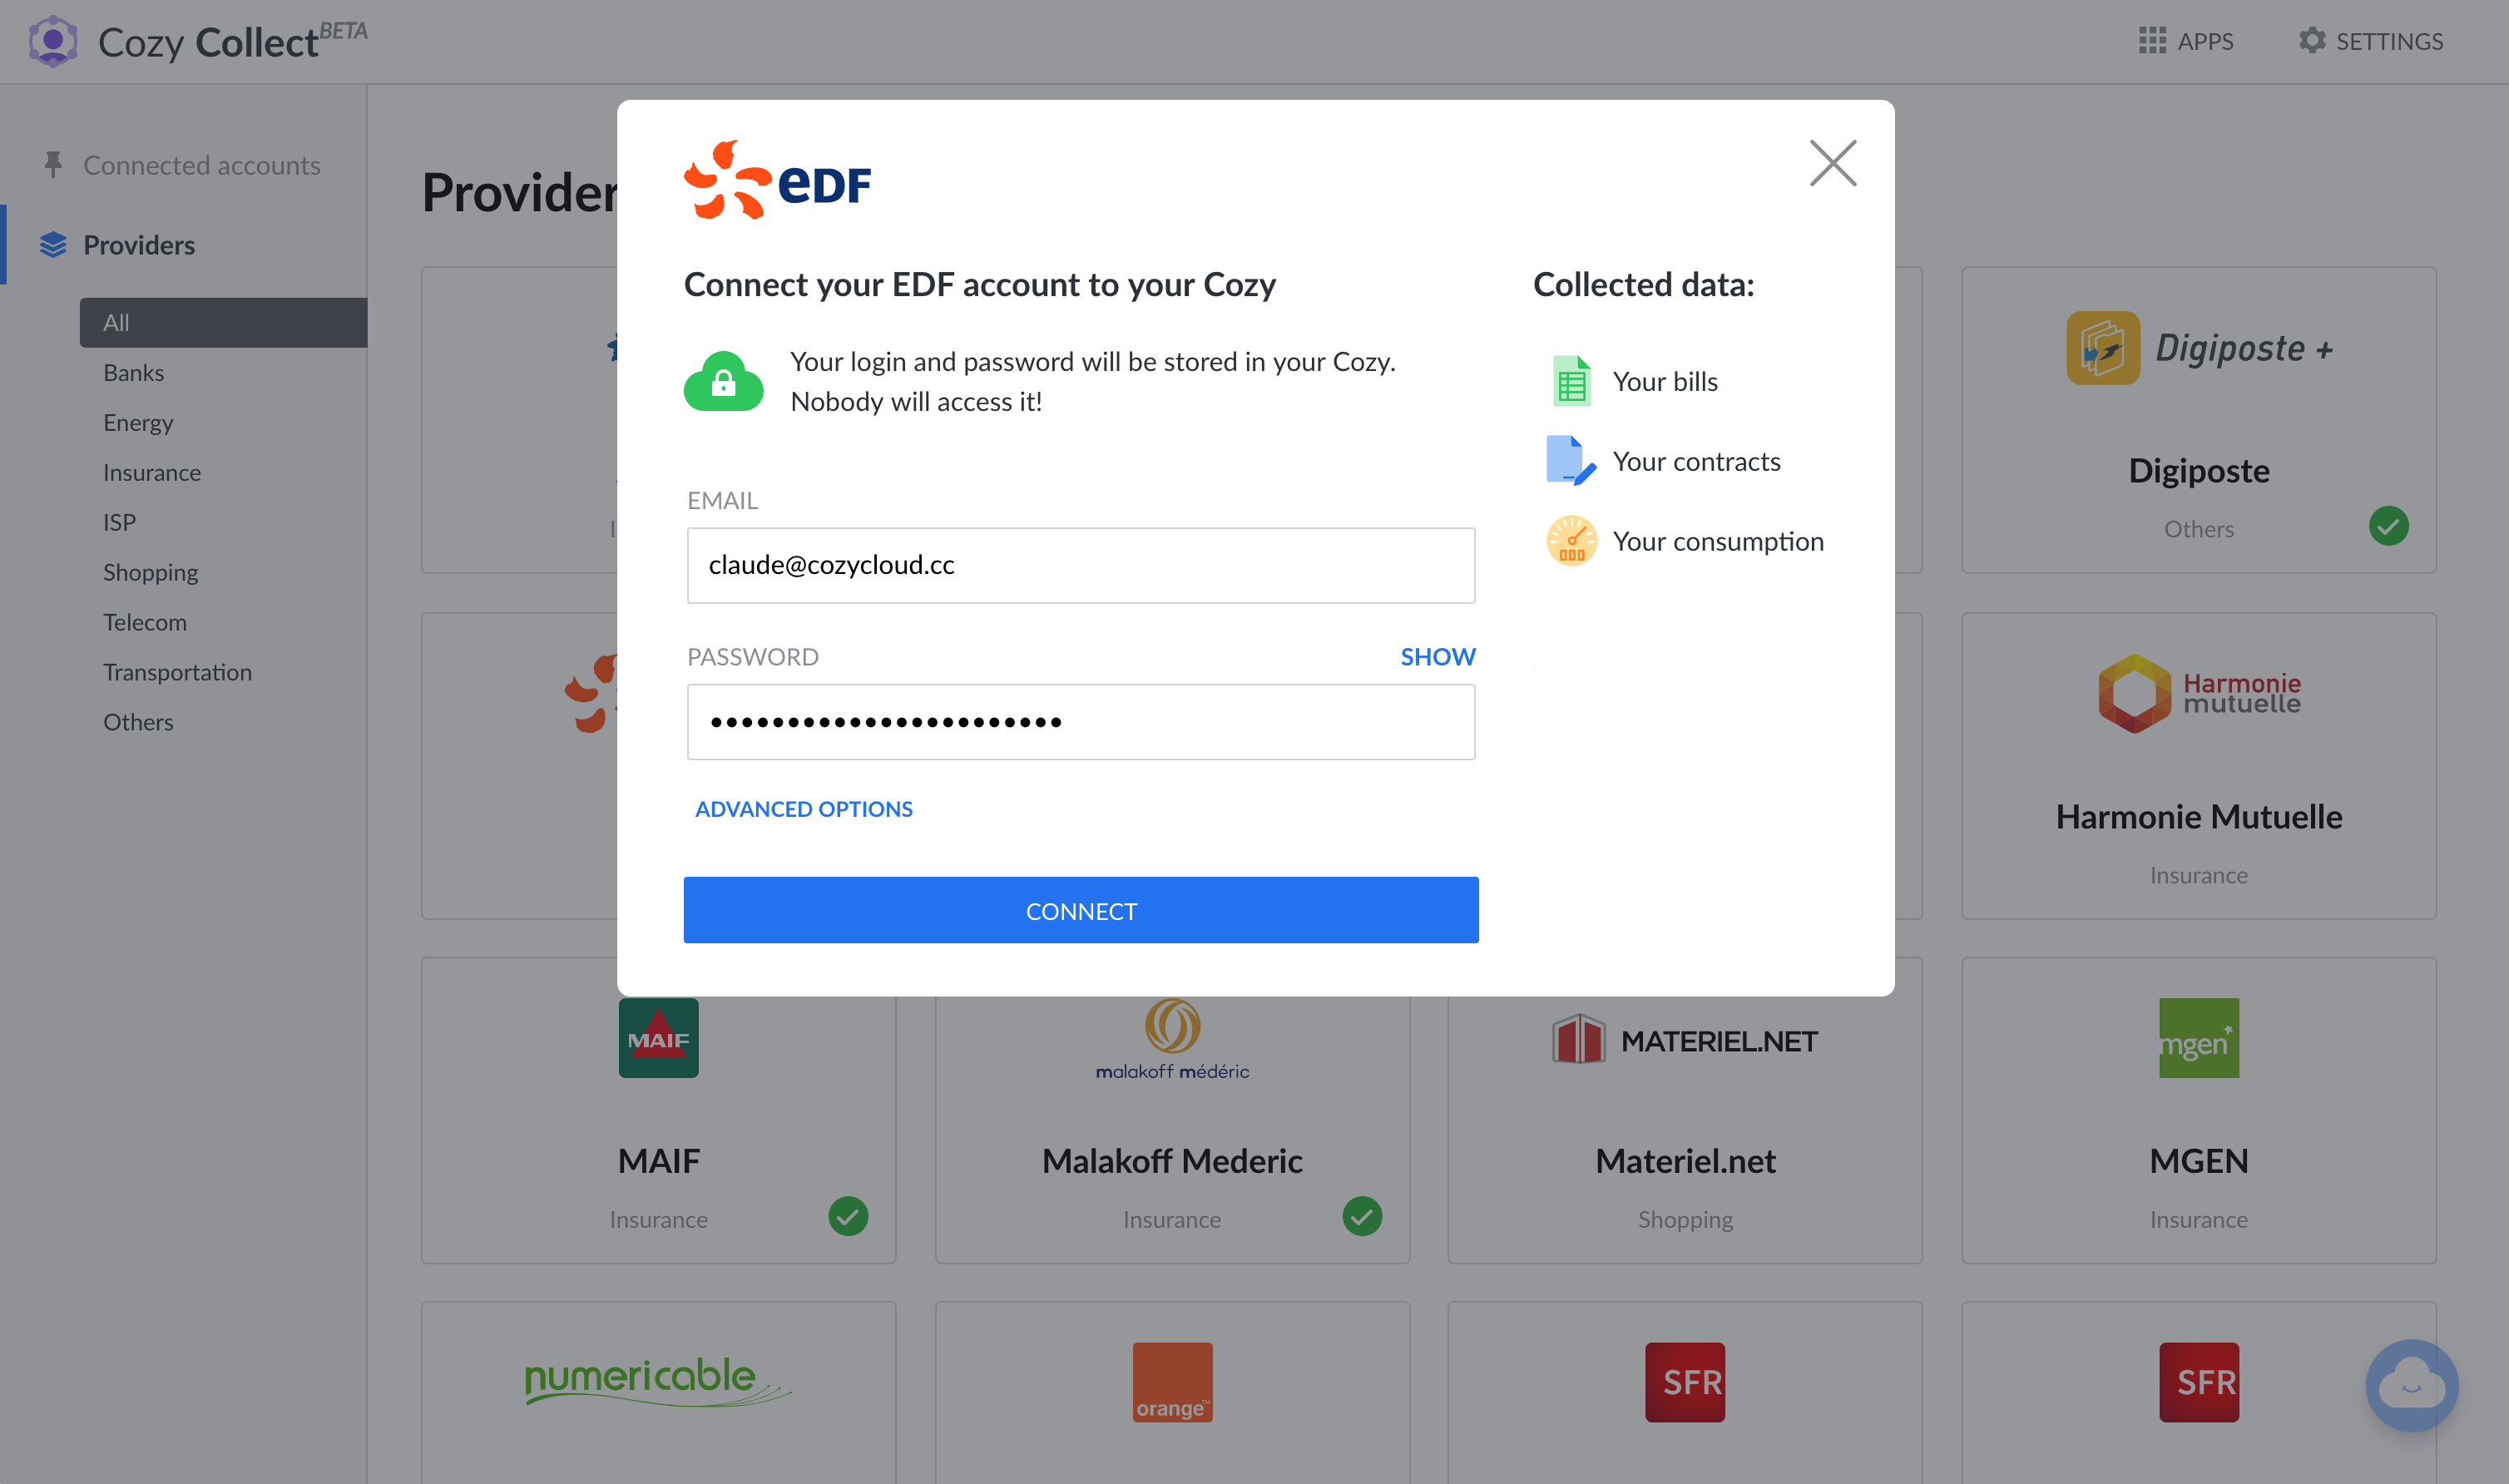 Cozy CollectBETA
APPS
SETTINGS
Connected accounts
Providers
All
Banks
Energy
Insurance
ISP
Shopping
Telecom
Transportation
Others
eDF
Connect your EDF account to your Cozy
Your login and password will be stored in your Cozy.
Nobody will access it!
EMAIL
claude@cozycloud.cc
PASSWORD
SHOW
•••••••••••••••••••••••
ADVANCED OPTIONS
CONNECT
Collected data:
Your bills
Your contracts
Your consumption
Digiposte +
Digiposte
Others
Harmonie
mutuelle
Harmonie Mutuelle
Insurance
MAIF
MAIF
Insurance
malakoff médéric
Malakoff Mederic
Insurance
MATERIEL.NET
Materiel.net
Shopping
mgen*
MGEN
Insurance
numericable
orange™
SFR
SFR